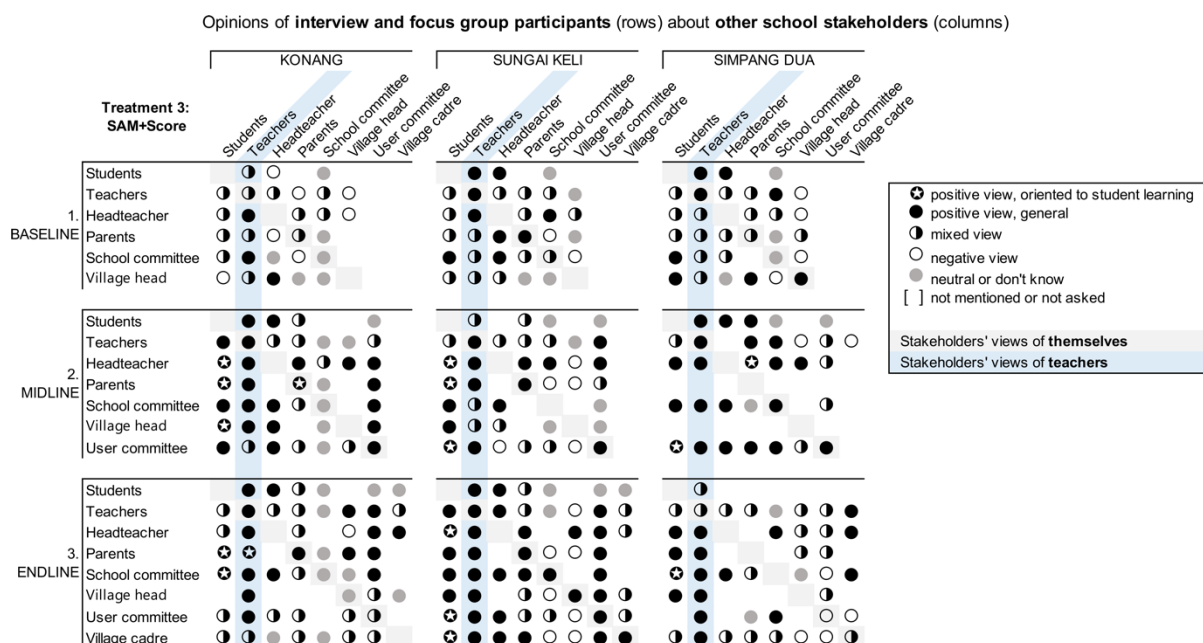 Opinions of interview and focus group participants (rows) about other school stakeholders (columns)
KONANG
SUNGAI KELI
SIMPANG DUA
Treatment 3:
SAM+Score
Students
Teachers
Headteacher
Parents
School committee
Village head
User committee
Village cadre
Students
Teachers
Headteacher
Parents
School committee
Village head
User committee
Village cadre
Students
Teachers
Headteacher
Parents
School committee
Village head
User committee
Village cadre
1.
BASELINE
Students
Teachers
Headteacher
Parents
School committee
Village head
2.
MIDLINE
Students
Teachers
Headteacher
Parents
School committee
Village head
User committee
3.
ENDLINE
Students
Teachers
Headteacher
Parents
School committee
Village head
User committee
Village cadre
positive view, oriented to student learning
positive view, general
mixed view
negative view
neutral or don't know
[ ] not mentioned or not asked
Stakeholders' views of themselves
Stakeholders' views of teachers